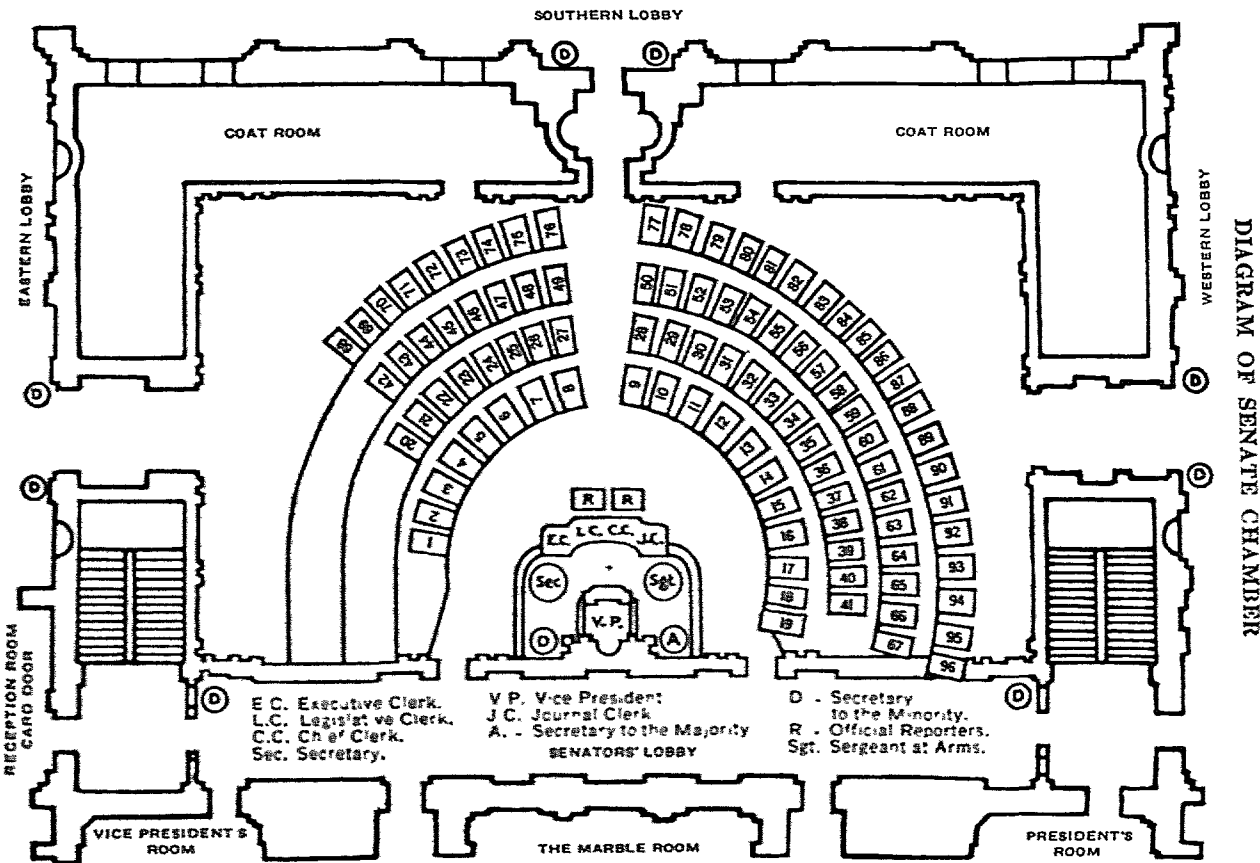 SOUTHERN LOBBY
D
D
COAT ROOM
COAT ROOM
EASTERN LOBBY
WESTERN LOBBY
DIAGRAM OF SENATE CHAMBER
69 70 71 72 73 74 75 76
77 78 79 80 81 82 83 84 85 86 87 88 89 90 91 92 93 94 95 96
42 43 44 45 46 47 48 49
50 51 52 53 54 55 56 57 58 59 60 61 62 63 64 65 66 67
20 21 22 23 24 25 26 27
28 29 30 31 32 33 34 35 36 37 38 39 40 41
1 2 3 4 5 6 7 8
9 10 11 12 13 14 15 16 17 18 19
D
D
D
D
R R
E.C. L.C. C.C. J.C.
Sec Sgt.
V.P.
D A
RECEPTION ROOM
CARD DOOR
D
D
E C. Executive Clerk.
L.C. Legislative Clerk.
C.C. Chief Clerk.
Sec. Secretary.
V P. Vice President
J C. Journal Clerk
A. - Secretary to the Majority
D - Secretary
to the Minority.
R - Official Reporters.
Sgt. Sergeant at Arms.
SENATORS' LOBBY
VICE PRESIDENT'S
ROOM
THE MARBLE ROOM
PRESIDENT'S
ROOM